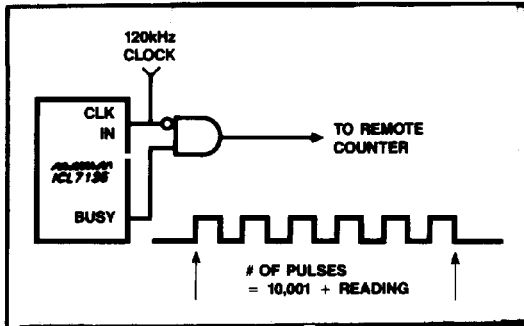 120kHz
CLOCK
CLK
IN
ICL7135
BUSY
TO REMOTE
COUNTER
# OF PULSES
= 10,001 + READING